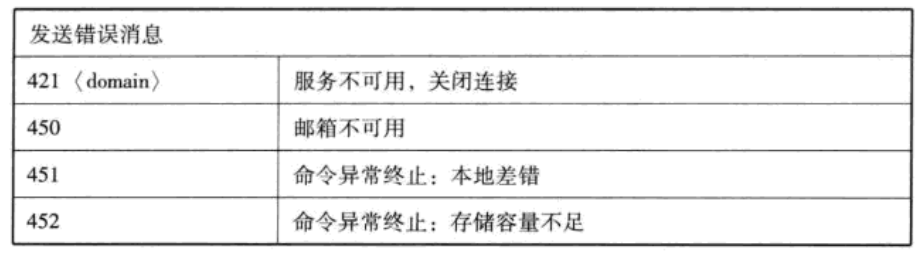 发送错误消息
421〈domain〉 服务不可用，关闭连接
450 邮箱不可用
451 命令异常终止：本地差错
452 命令异常终止：存储容量不足